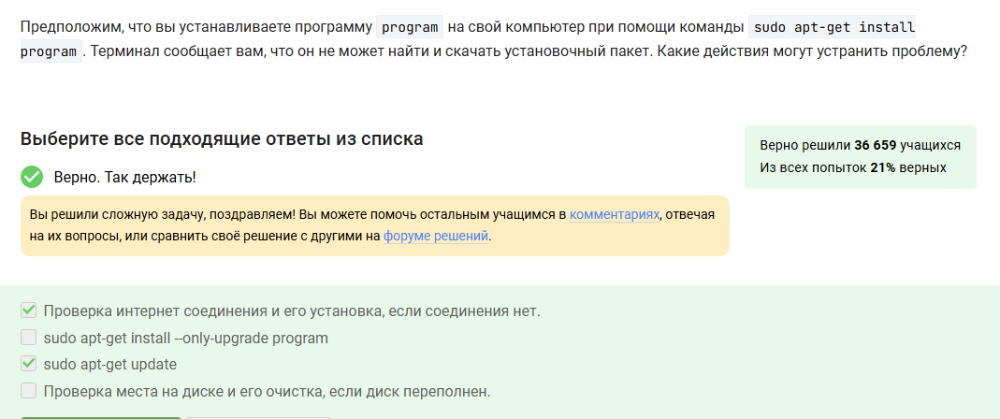 Предположим, что вы устанавливаете программу program на свой компьютер при помощи команды sudo apt-get install
program. Терминал сообщает вам, что он не может найти и скачать установочный пакет. Какие действия могут устранить проблему?
Выберите все подходящие ответы из списка
Верно решили 36 659 учащихся
Из всех попыток 21% верных
Верно. Так держать!
Вы решили сложную задачу, поздравляем! Вы можете помочь остальным учащимся в комментариях, отвечая
на их вопросы, или сравнить своё решение с другими на форуме решений.
Проверка интернет соединения и его установка, если соединения нет.
sudo apt-get install --only-upgrade program
sudo apt-get update
Проверка места на диске и его очистка, если диск переполнен.